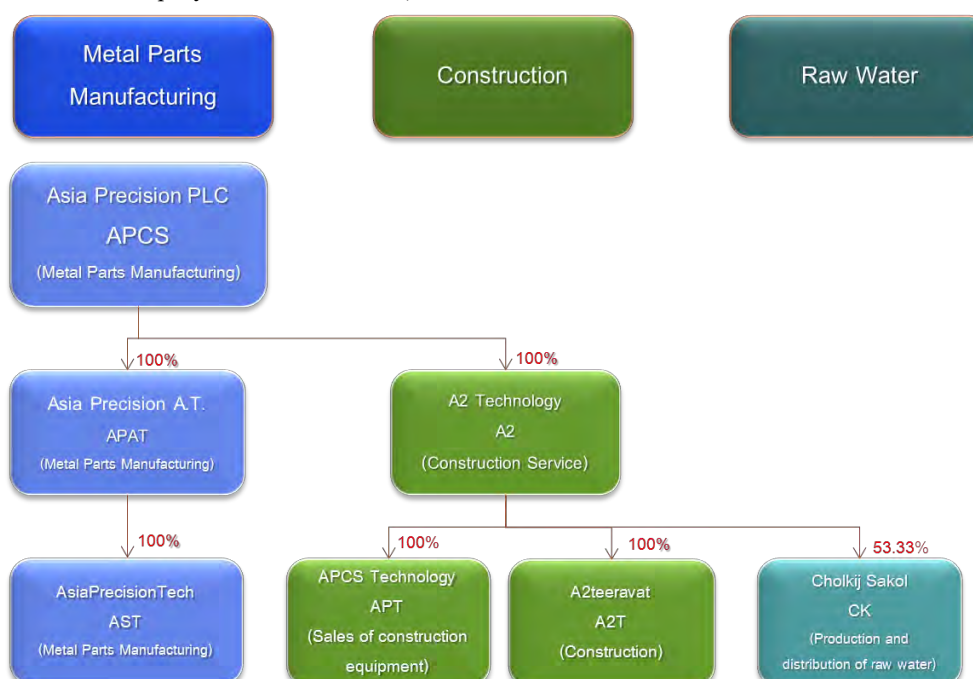 Metal Parts
Manufacturing
Construction
Raw Water
Asia Precision PLC
APCS
(Metal Parts Manufacturing)
100%
100%
Asia Precision A.T.
APAT
(Metal Parts Manufacturing)
A2 Technology
A2
(Construction Service)
100%
100%
100%
53.33%
AsiaPrecisionTech
AST
(Metal Parts Manufacturing)
APCS Technology
APT
(Sales of construction
equipment)
A2teeravat
A2T
(Construction)
Cholkij Sakol
CK
(Production and
distribution of raw water)